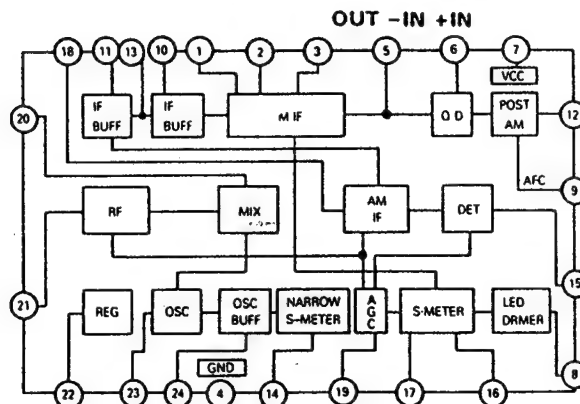 OUT -IN +IN
18 11 13 10 1 2 3 5 6 7
VCC
IF BUFF
IF BUFF
M IF
Q D
POST AM
20
12
AFC
9
RF
MIX
AM IF
DET
21
15
REG
OSC
OSC BUFF
NARROW S-METER
AGC
S-METER
LED DRMER
GND
8
22 23 24 4 14 19 17 16